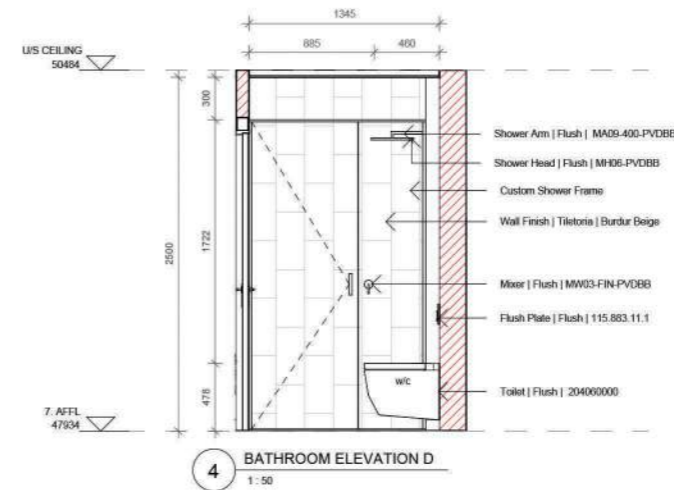 1345
885 460
U/S CEILING
50484
300
1722
2500
478
Shower Arm | Flush | MA09-400-PVDBB
Shower Head | Flush | MH06-PVDBB
Custom Shower Frame
Wall Finish | Tiletoria | Burdur Beige
Mixer | Flush | MW03-FIN-PVDBB
Flush Plate | Flush | 115.883.11.1
W/C
Toilet | Flush | 204060000
7. AFFL
47934
4 BATHROOM ELEVATION D
1 : 50